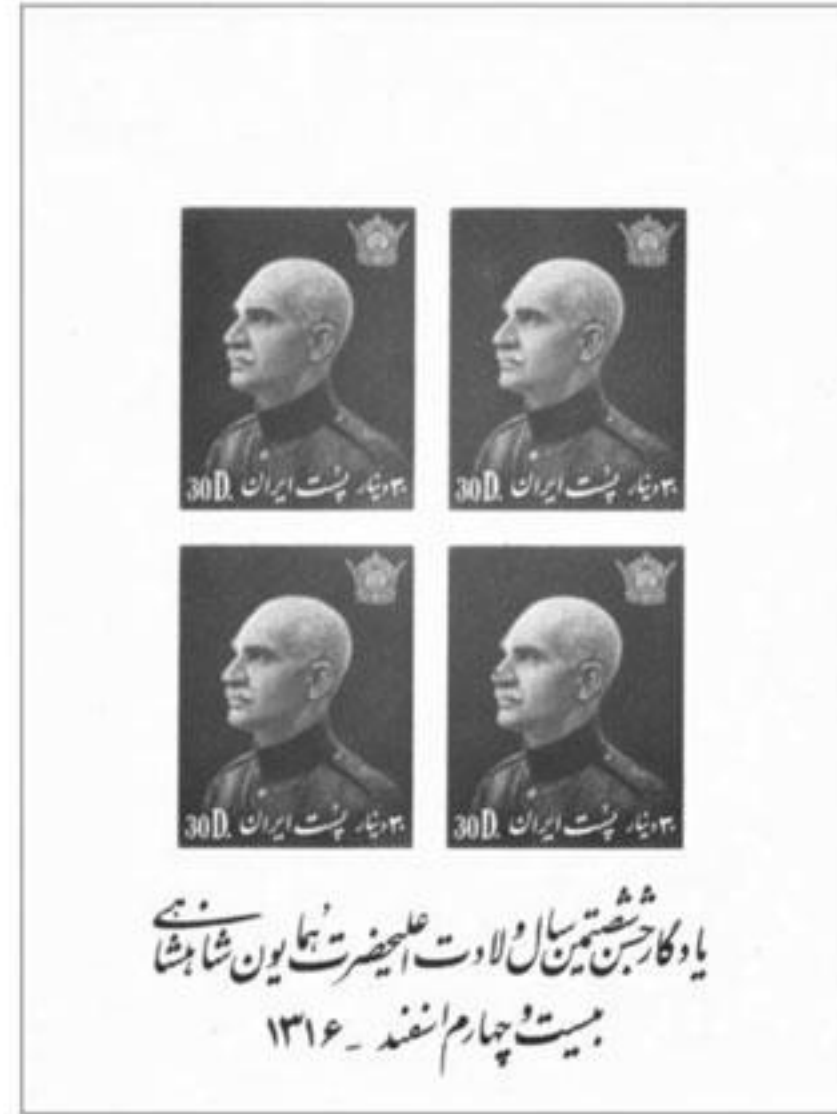 30D. پست ایران ۳۰ دینار
30D. پست ایران ۳۰ دینار
30D. پست ایران ۳۰ دینار
30D. پست ایران ۳۰ دینار
یادگار جشن شصتمین سال ولادت اعلیحضرت همایون شاهنشاهی
بیست و چهارم اسفند - ۱۳۱۶